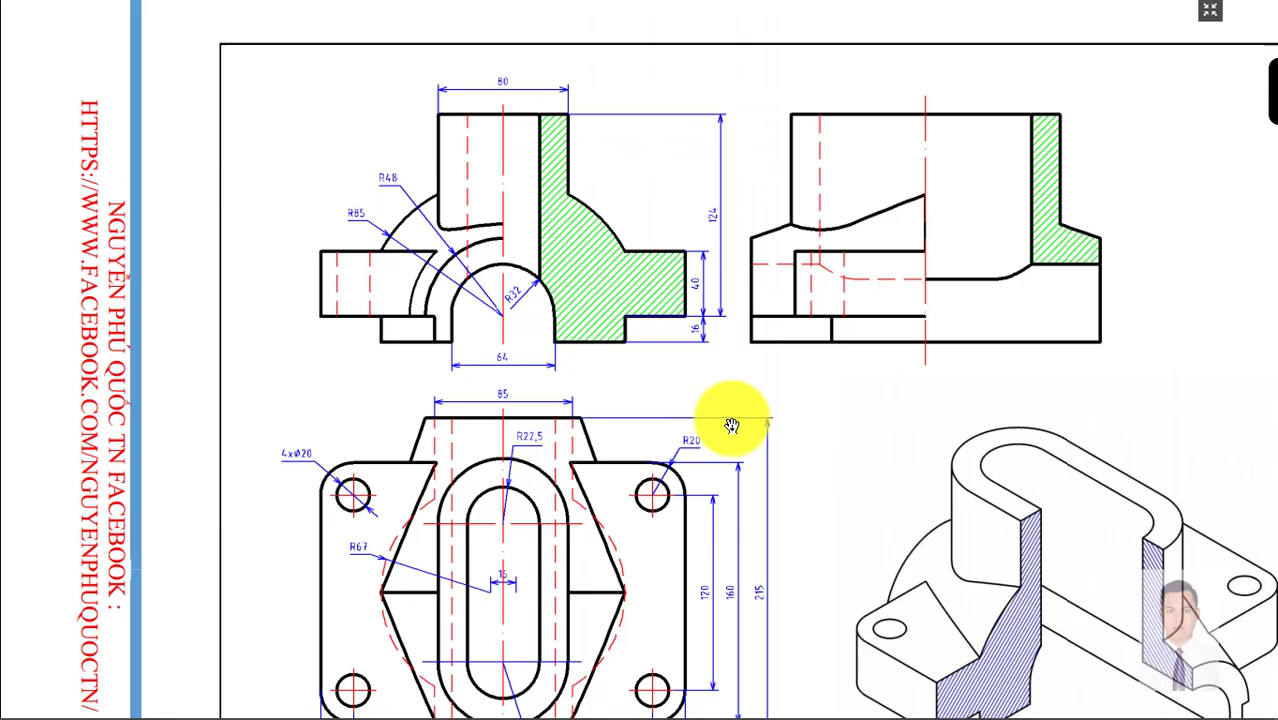 NGUYỄN PHÚ QUỐC TN FACEBOOK :
HTTPS://WWW.FACEBOOK.COM/NGUYENPHUQUOCTN/
80
R48
R85
R32
64
124
40
16
85
R22,5
R20
4xØ20
R67
16
120
160
215